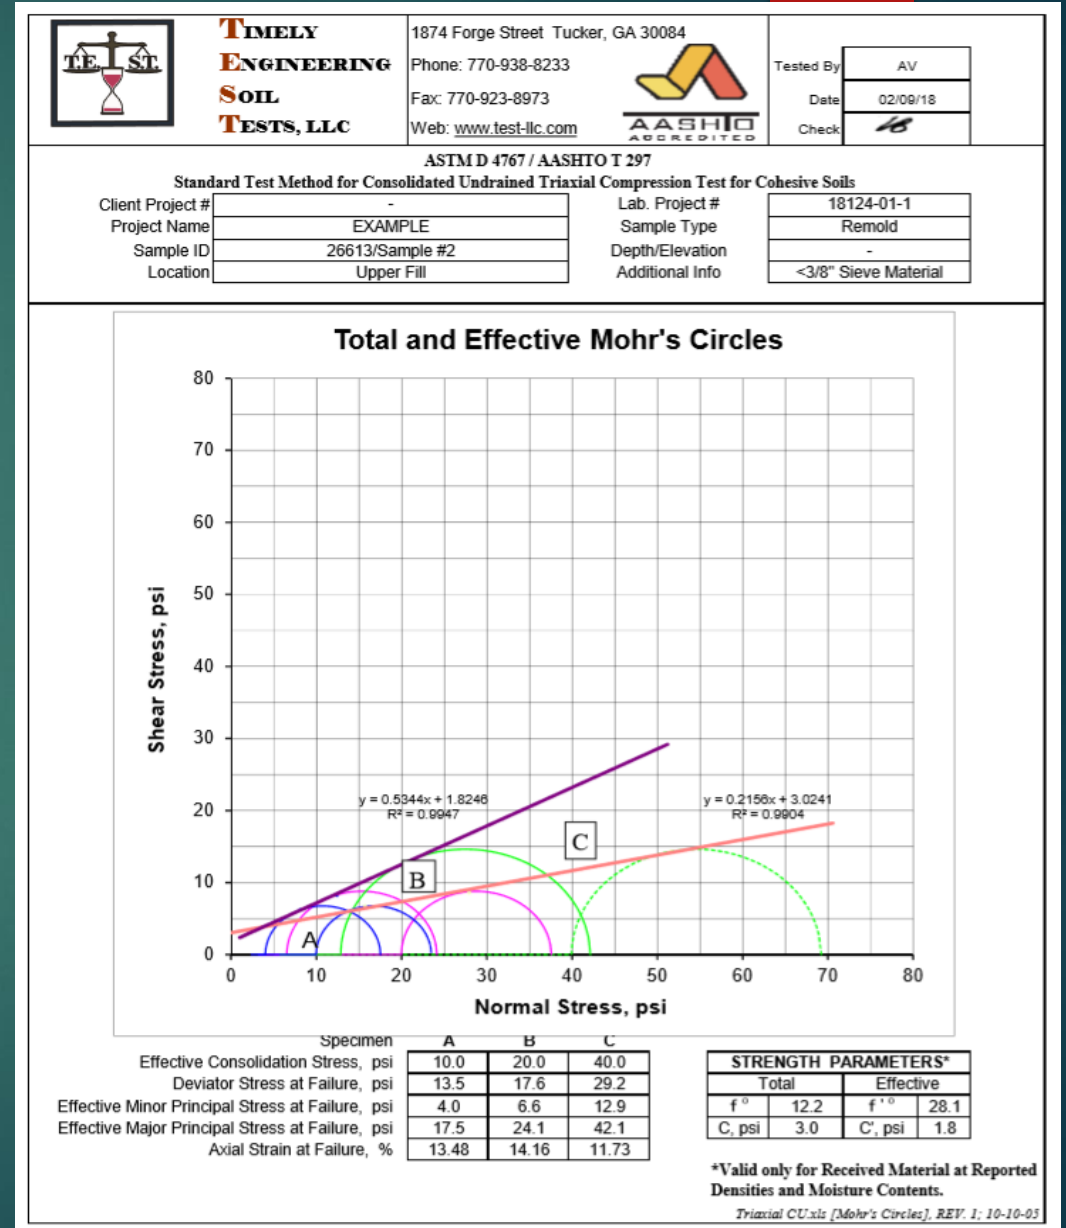 T.E. S.T.
TIMELY
ENGINEERING
SOIL
TESTS, LLC
1874 Forge Street Tucker, GA 30084
Phone: 770-938-8233
Fax: 770-923-8973
Web: www.test-llc.com
AASHTO
ACCREDITED
Tested By AV
Date 02/09/18
Check
ASTM D 4767 / AASHTO T 297
Standard Test Method for Consolidated Undrained Triaxial Compression Test for Cohesive Soils
Client Project # - Lab. Project # 18124-01-1
Project Name EXAMPLE Sample Type Remold
Sample ID 26613/Sample #2 Depth/Elevation -
Location Upper Fill Additional Info <3/8" Sieve Material
Total and Effective Mohr's Circles
80
70
60
50
40
30
20
10
0
Shear Stress, psi
y = 0.5344x + 1.8246
R² = 0.9947
y = 0.2156x + 3.0241
R² = 0.9904
C
B
A
0 10 20 30 40 50 60 70 80
Normal Stress, psi
Specimen A B C
Effective Consolidation Stress, psi 10.0 20.0 40.0
Deviator Stress at Failure, psi 13.5 17.6 29.2
Effective Minor Principal Stress at Failure, psi 4.0 6.6 12.9
Effective Major Principal Stress at Failure, psi 17.5 24.1 42.1
Axial Strain at Failure, % 13.48 14.16 11.73
STRENGTH PARAMETERS*
Total Effective
f ° 12.2 f ' ° 28.1
C, psi 3.0 C', psi 1.8
*Valid only for Received Material at Reported
Densities and Moisture Contents.
Triaxial CU.xls [Mohr's Circles], REV. 1; 10-10-05